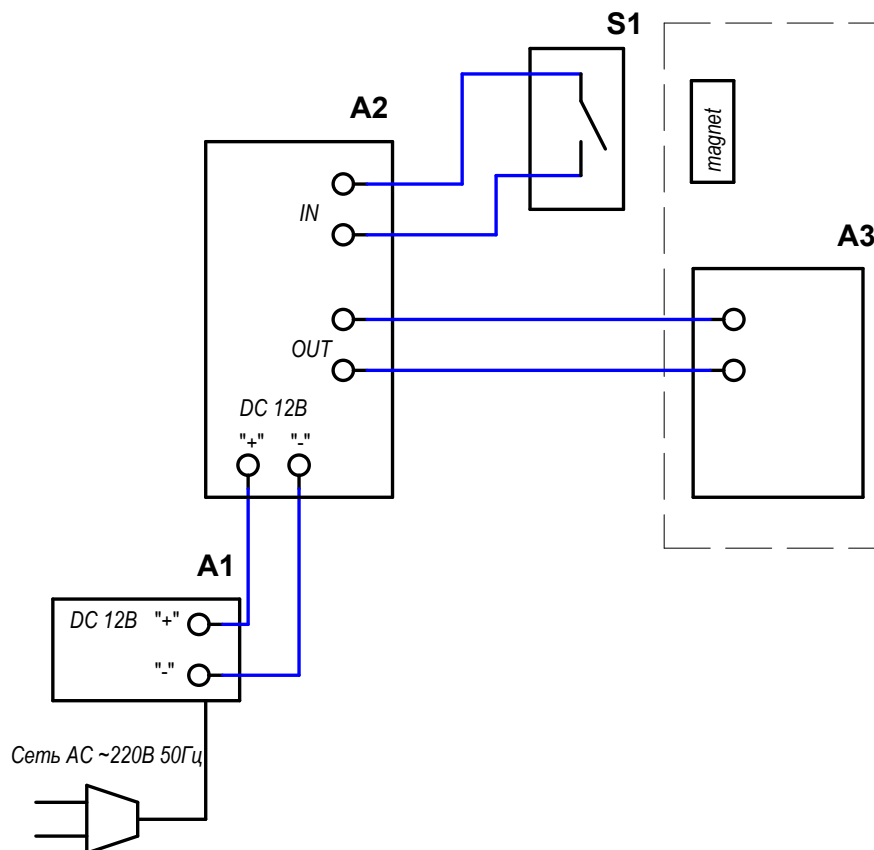 S1
A2
magnet
IN
A3
OUT
DC 12В
"+" "-"
A1
DC 12В "+"
"-"
Сеть AC ~220В 50Гц